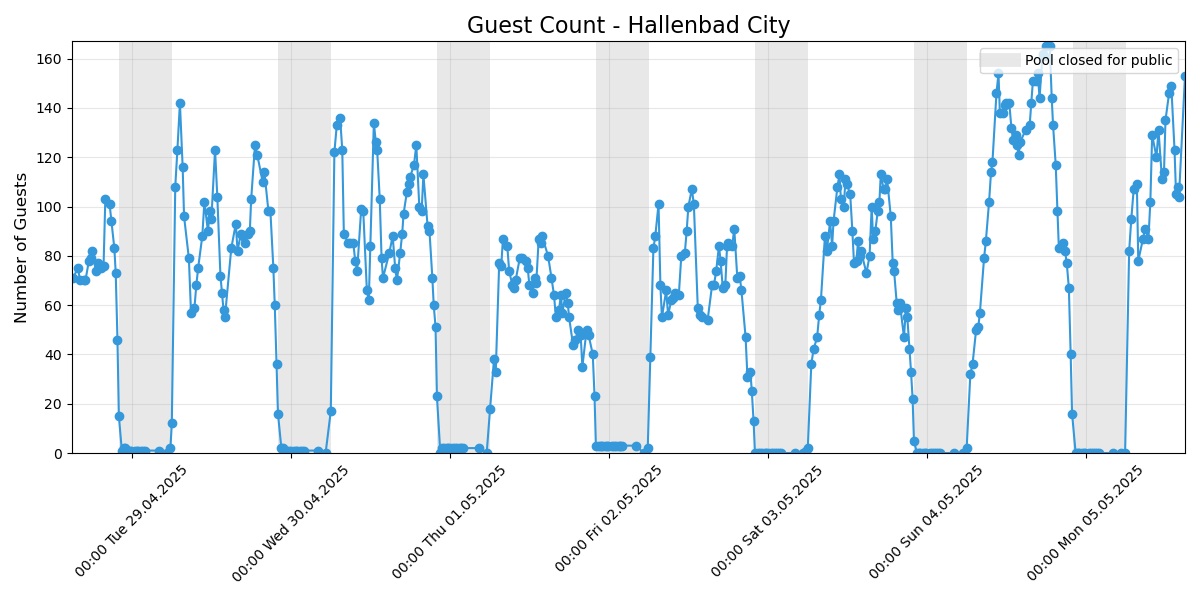 Guest Count - Hallenbad City
Pool closed for public
Number of Guests
160
140
120
100
80
60
40
20
0
00:00 Tue 29.04.2025
00:00 Wed 30.04.2025
00:00 Thu 01.05.2025
00:00 Fri 02.05.2025
00:00 Sat 03.05.2025
00:00 Sun 04.05.2025
00:00 Mon 05.05.2025